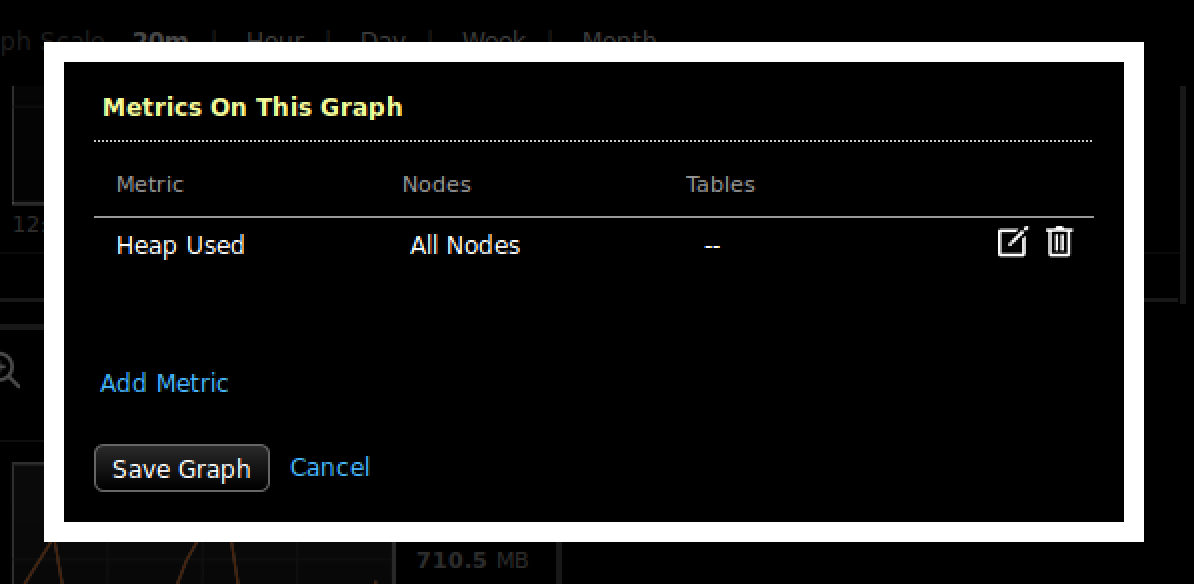 ph Scale 20m | Hour | Day | Week | Month
Metrics On This Graph
Metric Nodes Tables
12:
Heap Used All Nodes --
Add Metric
Save Graph Cancel
710.5 MB